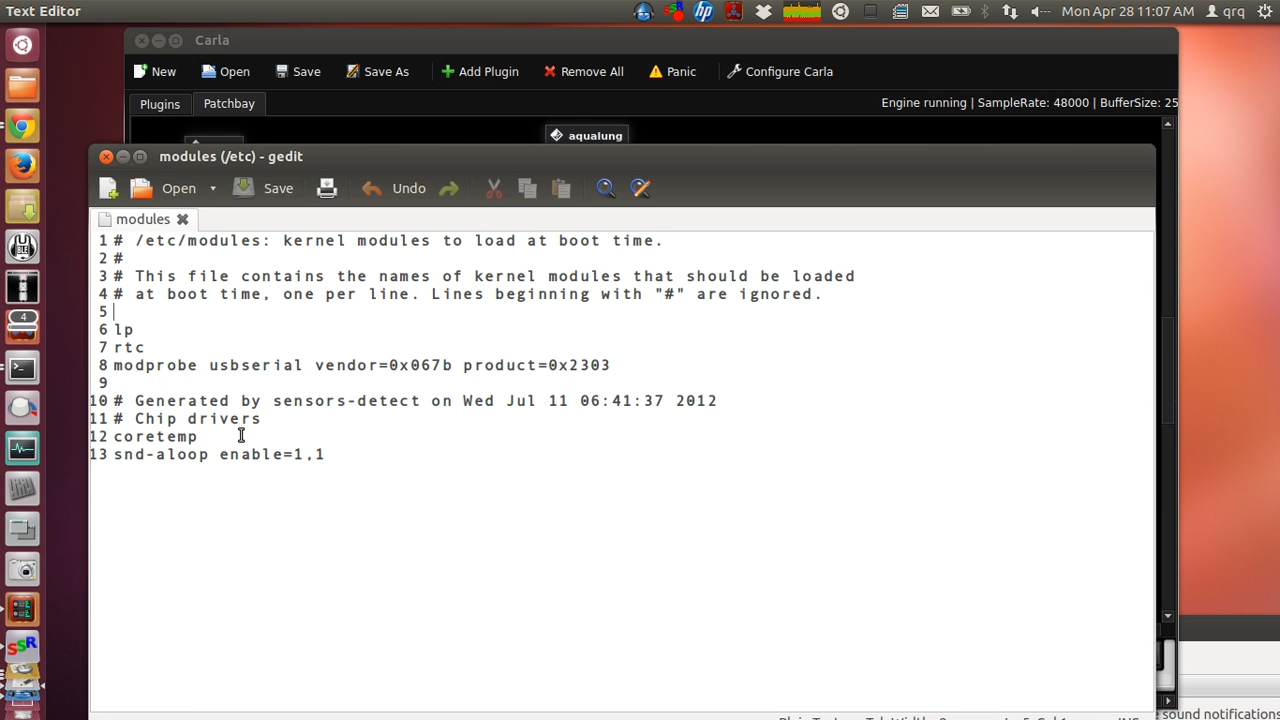 Text Editor
Mon Apr 28 11:07 AM
grg
Carla
New Open Save Save As Add Plugin Remove All Panic Configure Carla
Plugins Patchbay Engine running | SampleRate: 48000 | BufferSize: 25
aqualung
modules (/etc) - gedit
Open Save Undo
modules
1 # /etc/modules: kernel modules to load at boot time.
2 #
3 # This file contains the names of kernel modules that should be loaded
4 # at boot time, one per line. Lines beginning with "#" are ignored.
5
6 lp
7 rtc
8 modprobe usbserial vendor=0x067b product=0x2303
9
10 # Generated by sensors-detect on Wed Jul 11 06:41:37 2012
11 # Chip drivers
12 coretemp
13 snd-aloop enable=1,1
4
SSR
sound notifications